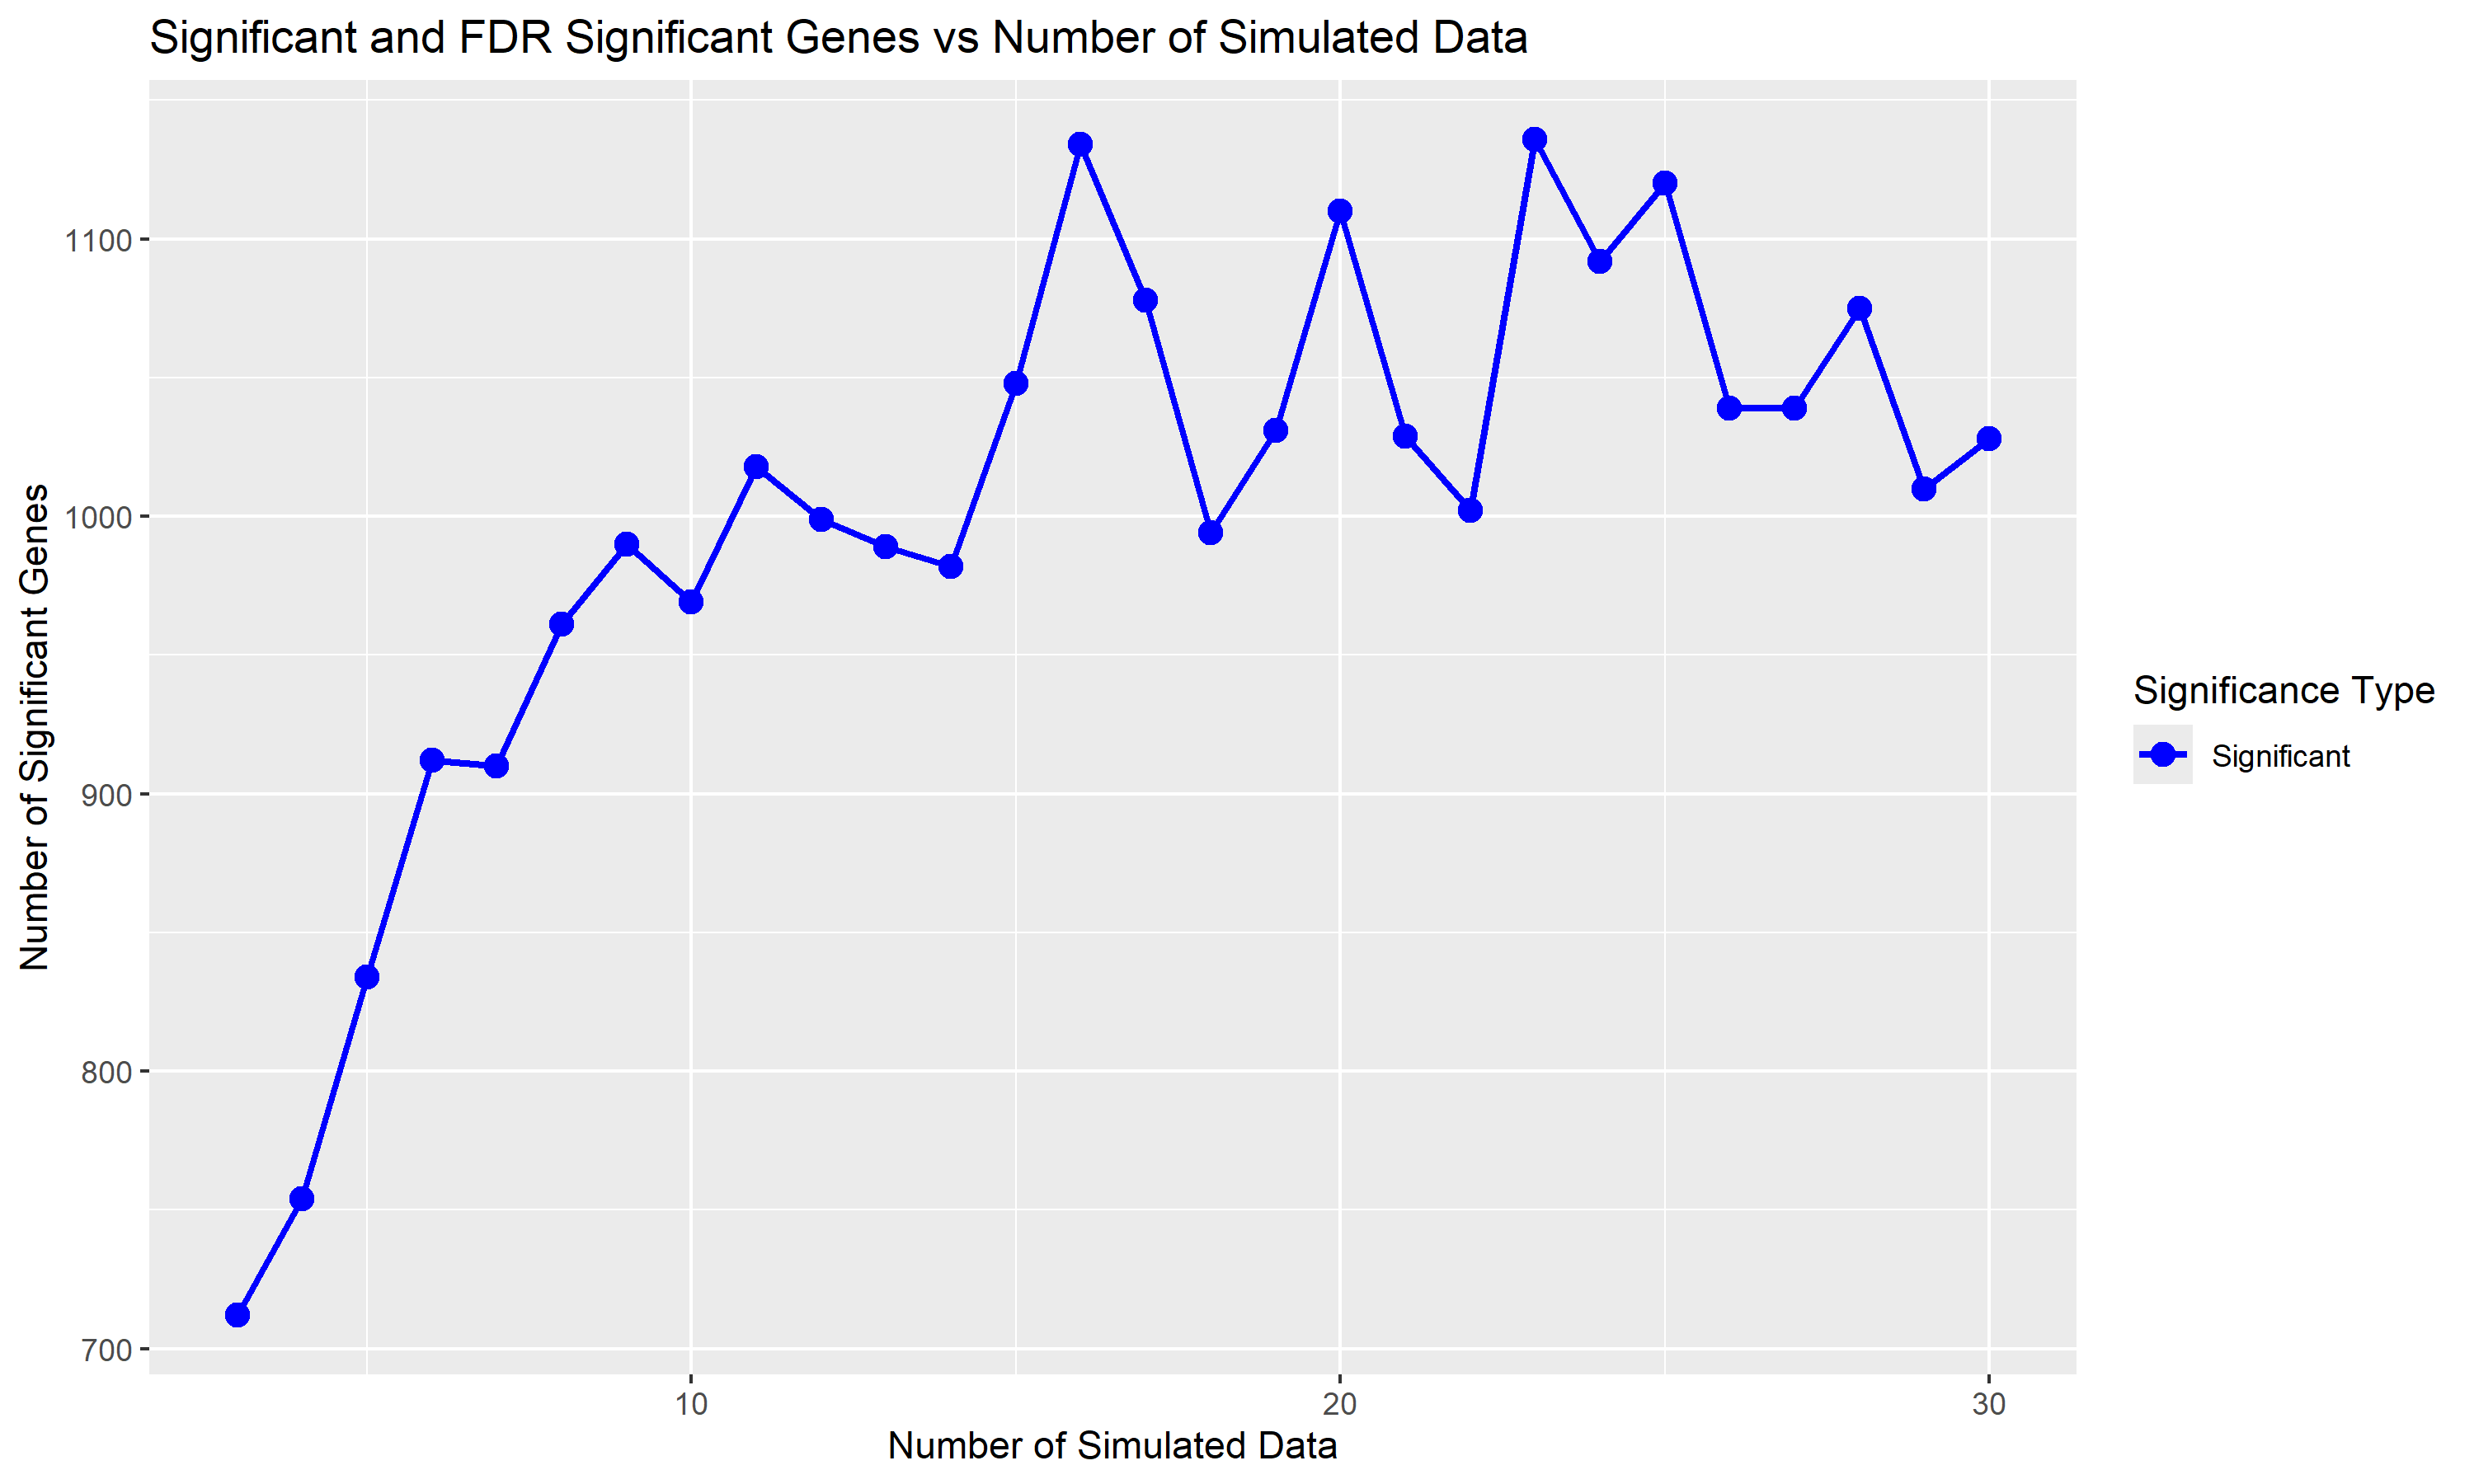 Significant and FDR Significant Genes vs Number of Simulated Data
Number of Significant Genes
1100
1000
900
800
700
10
20
30
Number of Simulated Data
Significance Type
Significant